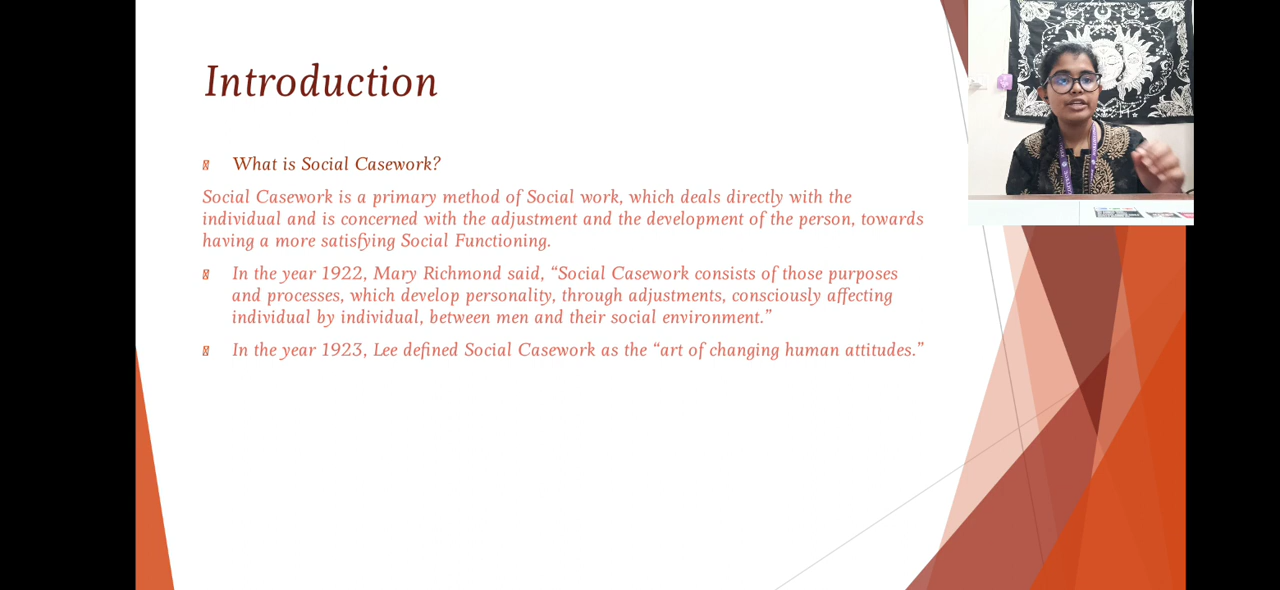 Introduction
What is Social Casework?
Social Casework is a primary method of Social work, which deals directly with the
individual and is concerned with the adjustment and the development of the person, towards
having a more satisfying Social Functioning.
In the year 1922, Mary Richmond said, “Social Casework consists of those purposes
and processes, which develop personality, through adjustments, consciously affecting
individual by individual, between men and their social environment.”
In the year 1923, Lee defined Social Casework as the “art of changing human attitudes.”